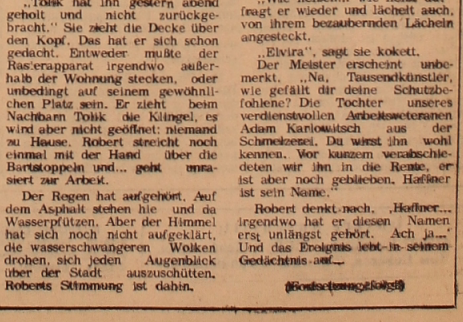 „Tolik hat ihn gestern abend
geholt und nicht zurückge-
bracht.“ Sie zieht die Decke über
den Kopf. Das hat er sich schon
gedacht. Entweder mußte der
Rasierapparat irgendwo außer-
halb der Wohnung stecken, oder
unbedingt auf seinem gewöhnli-
chen Platz sein. Er zieht beim
Nachbarn Tolik die Klingel, es
wird aber nicht geöffnet: niemand
zu Hause. Robert streicht noch
einmal mit der Hand über die
Bartstoppeln und... geht unra-
siert zur Arbeit.
Der Regen hat aufgehört. Auf
dem Asphalt stehen hie und da
Wasserpfützen. Aber der Himmel
hat sich noch nicht aufgeklärt,
die wasserschwangeren Wolken
drohen, sich jeden Augenblick
über der Stadt auszuschütten.
Roberts Stimmung ist dahin.
fragt er wieder und lächelt auch,
von ihrem bezaubernden Lächeln
angesteckt.
„Elvira“, sagt sie kokett.
Der Meister erscheint unbe-
merkt. „Na, Tausendkünstler,
wie gefällt dir deine Schutzbe-
fohlene? Die Tochter unseres
verdienstvollen Arbeitsveteranen
Adam Karlowitsch aus der
Schmelzerei. Du wirst ihn wohl
kennen. Vor kurzem verabschie-
deten wir ihn in die Rente, er
ist aber noch geblieben. Haffner
ist sein Name.“
Robert denkt nach. „Haffner...
irgendwo hat er diesen Namen
erst unlängst gehört. Ach ja...“
Und das Ereignis lebt in seinem
Gedächtnis auf...
(Fortsetzung folgt)